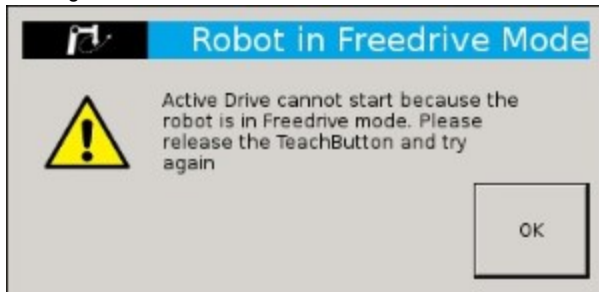 Robot in Freedrive Mode
Active Drive cannot start because the
robot is in Freedrive mode. Please
release the TeachButton and try
again
OK